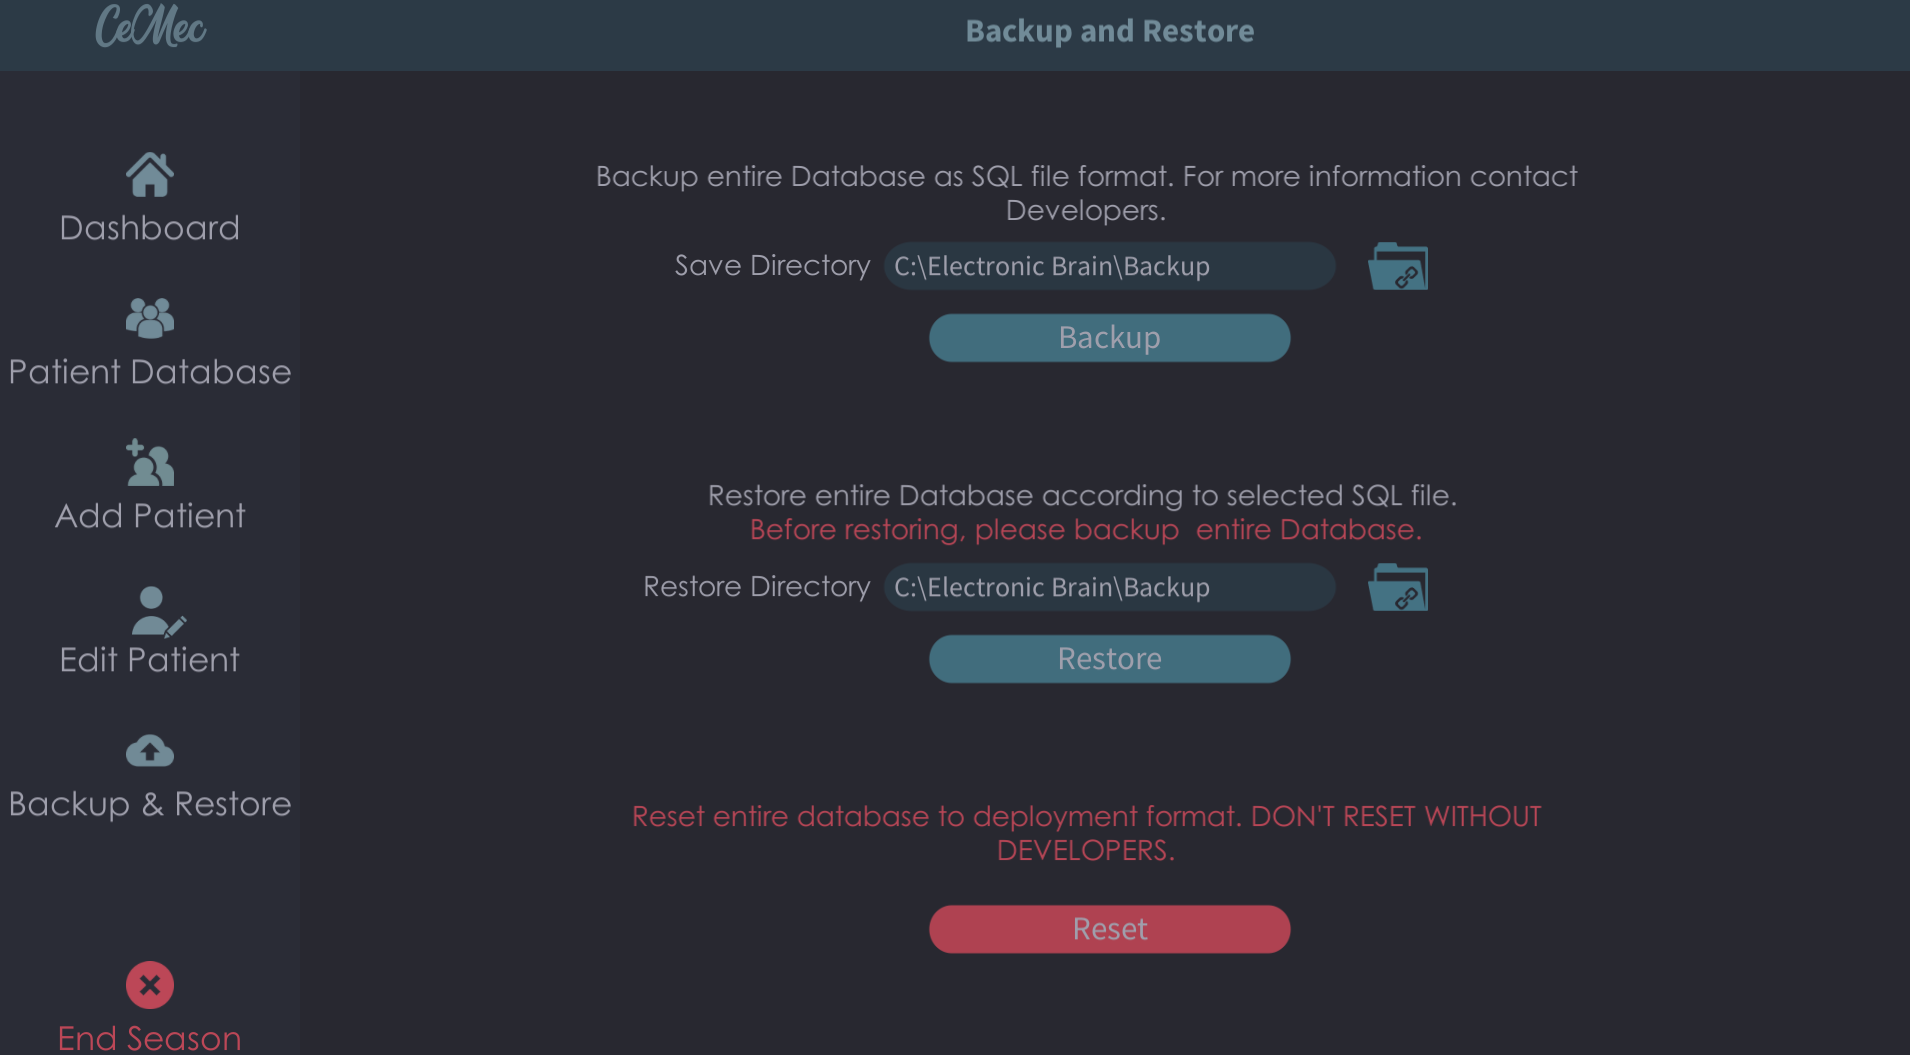 CeCMec
Backup and Restore
Dashboard
Patient Database
Add Patient
Edit Patient
Backup & Restore
End Season
Backup entire Database as SQL file format. For more information contact
Developers.
Save Directory C:\Electronic Brain\Backup
Backup
Restore entire Database according to selected SQL file.
Before restoring, please backup  entire Database.
Restore Directory C:\Electronic Brain\Backup
Restore
Reset entire database to deployment format. DON'T RESET WITHOUT
DEVELOPERS.
Reset